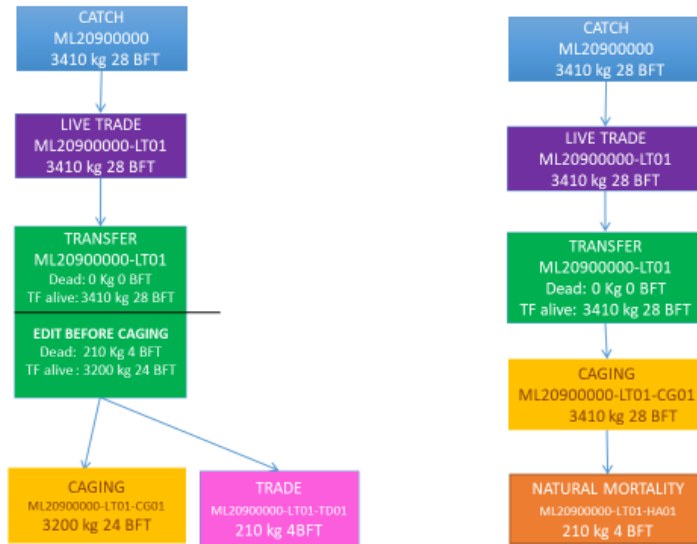 CATCH
ML20900000
3410 kg 28 BFT
LIVE TRADE
ML20900000-LT01
3410 kg 28 BFT
TRANSFER
ML20900000-LT01
Dead: 0 Kg 0 BFT
TF alive: 3410 kg 28 BFT
EDIT BEFORE CAGING
Dead: 210 Kg 4 BFT
TF alive : 3200 kg 24 BFT
CAGING
ML20900000-LT01-CG01
3200 kg 24 BFT
TRADE
ML20900000-LT01-TD01
210 kg 4BFT
CATCH
ML20900000
3410 kg 28 BFT
LIVE TRADE
ML20900000-LT01
3410 kg 28 BFT
TRANSFER
ML20900000-LT01
Dead: 0 Kg 0 BFT
TF alive: 3410 kg 28 BFT
CAGING
ML20900000-LT01-CG01
3410 kg 28 BFT
NATURAL MORTALITY
ML20900000-LT01-HA01
210 kg 4 BFT